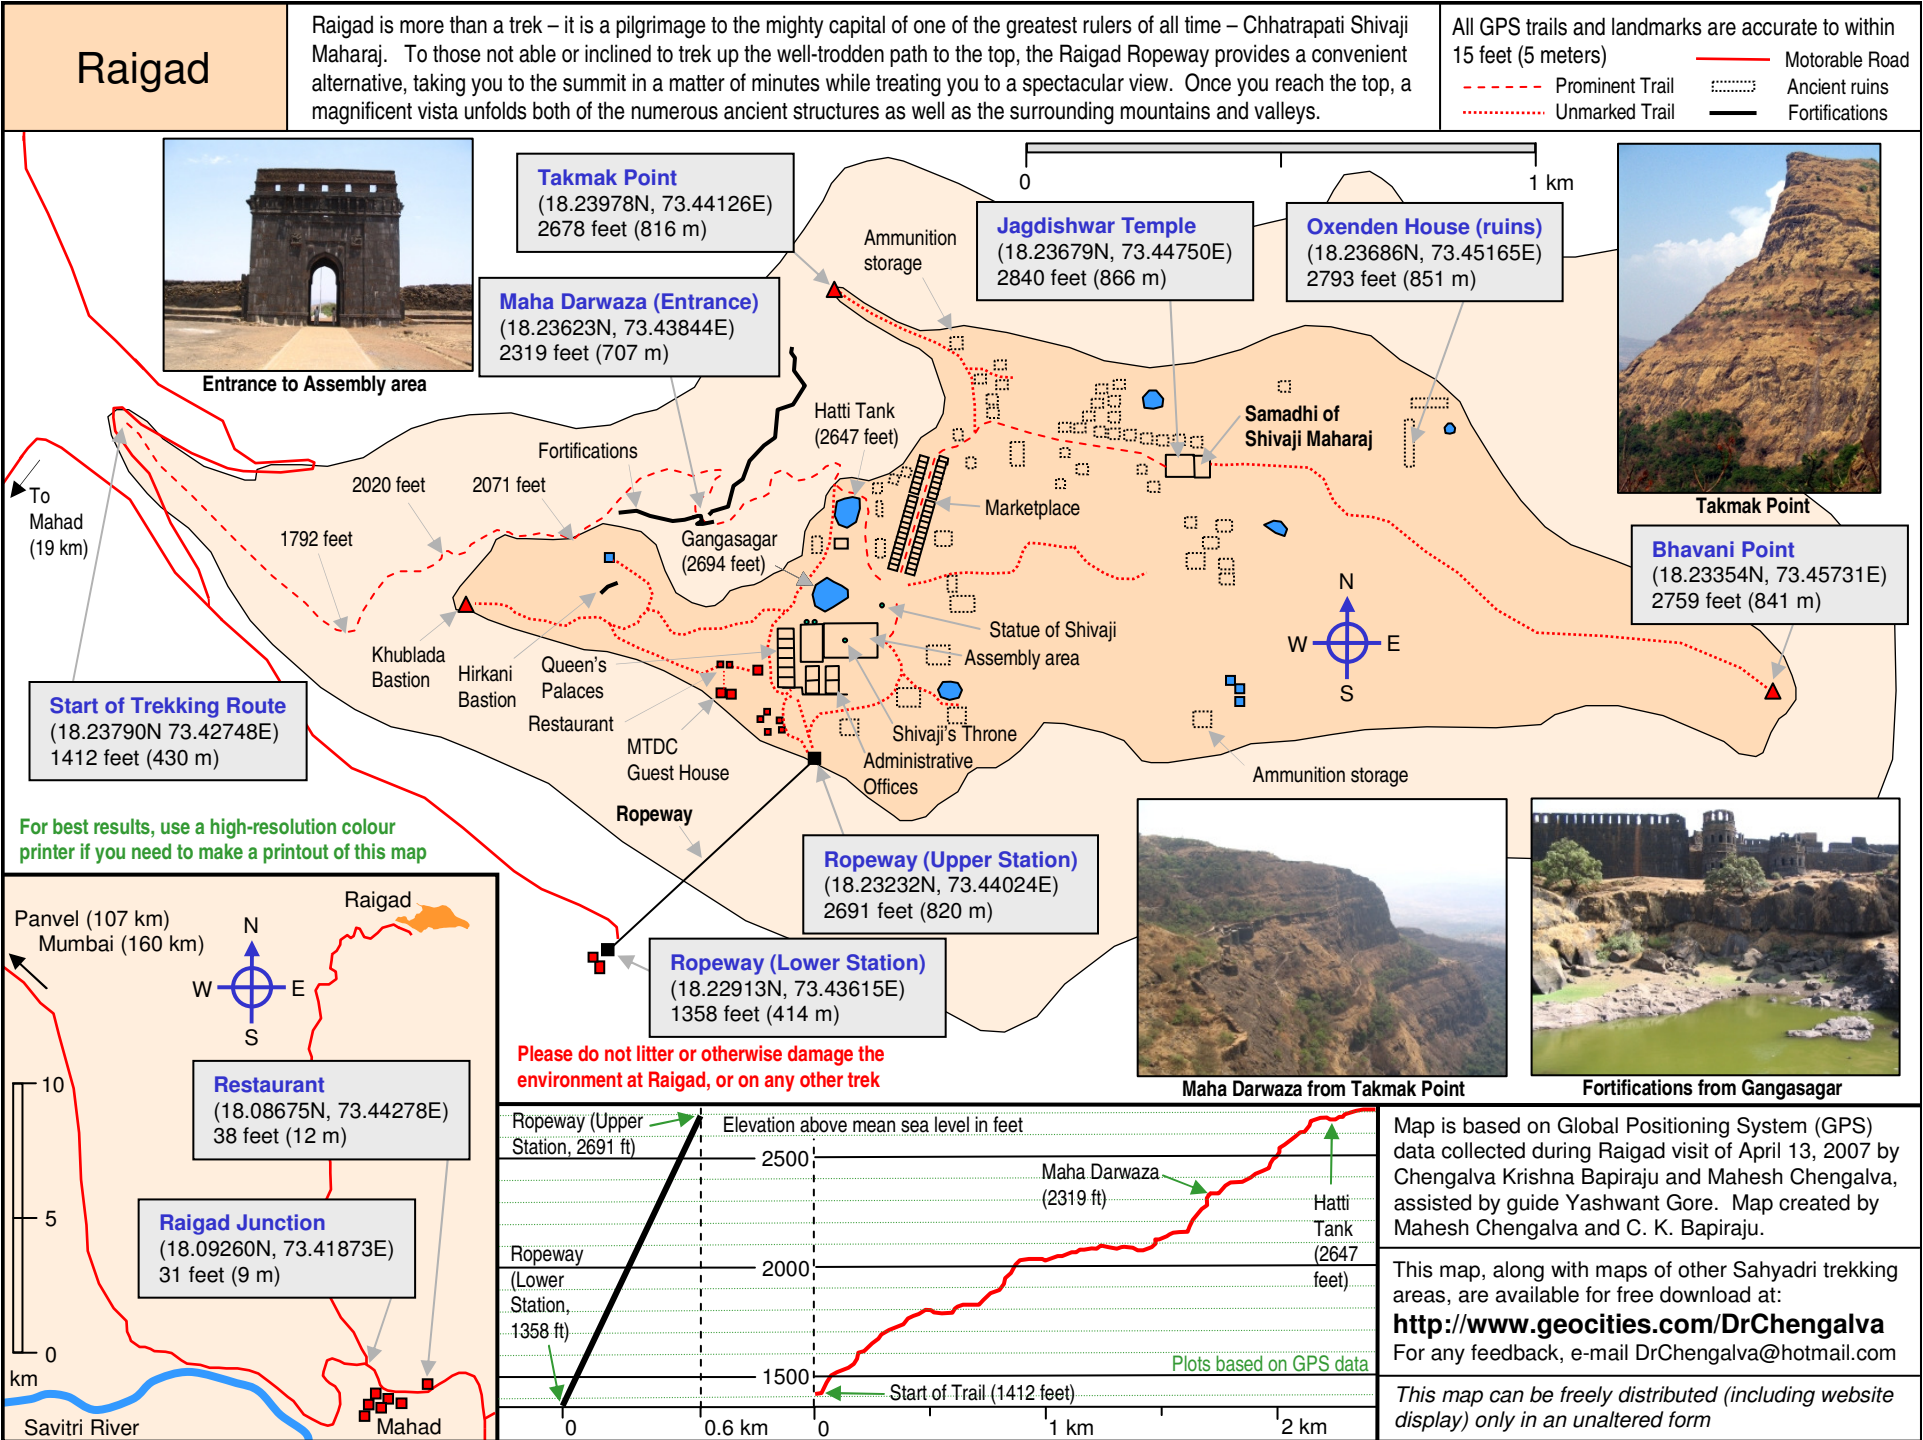 Raigad
Raigad is more than a trek – it is a pilgrimage to the mighty capital of one of the greatest rulers of all time – Chhatrapati Shivaji
Maharaj. To those not able or inclined to trek up the well-trodden path to the top, the Raigad Ropeway provides a convenient
alternative, taking you to the summit in a matter of minutes while treating you to a spectacular view. Once you reach the top, a
magnificent vista unfolds both of the numerous ancient structures as well as the surrounding mountains and valleys.
All GPS trails and landmarks are accurate to within
15 feet (5 meters)
Motorable Road
Prominent Trail
Ancient ruins
Unmarked Trail
Fortifications
Entrance to Assembly area
Takmak Point
(18.23978N, 73.44126E)
2678 feet (816 m)
Maha Darwaza (Entrance)
(18.23623N, 73.43844E)
2319 feet (707 m)
Ammunition
storage
0
1 km
Jagdishwar Temple
(18.23679N, 73.44750E)
2840 feet (866 m)
Oxenden House (ruins)
(18.23686N, 73.45165E)
2793 feet (851 m)
Takmak Point
Hatti Tank
(2647 feet)
Samadhi of
Shivaji Maharaj
Fortifications
2020 feet
2071 feet
1792 feet
To
Mahad
(19 km)
Marketplace
Gangasagar
(2694 feet)
Bhavani Point
(18.23354N, 73.45731E)
2759 feet (841 m)
N
W
E
S
Statue of Shivaji
Assembly area
Khublada
Bastion
Hirkani
Bastion
Queen's
Palaces
Restaurant
MTDC
Guest House
Shivaji's Throne
Administrative
Offices
Ammunition storage
Start of Trekking Route
(18.23790N 73.42748E)
1412 feet (430 m)
Ropeway
For best results, use a high-resolution colour
printer if you need to make a printout of this map
Ropeway (Upper Station)
(18.23232N, 73.44024E)
2691 feet (820 m)
Ropeway (Lower Station)
(18.22913N, 73.43615E)
1358 feet (414 m)
Please do not litter or otherwise damage the
environment at Raigad, or on any other trek
Maha Darwaza from Takmak Point
Fortifications from Gangasagar
Raigad
Panvel (107 km)
Mumbai (160 km)
N
W
E
S
Restaurant
(18.08675N, 73.44278E)
38 feet (12 m)
Raigad Junction
(18.09260N, 73.41873E)
31 feet (9 m)
10
5
0
km
Savitri River
Mahad
Ropeway (Upper
Station, 2691 ft)
Elevation above mean sea level in feet
2500
Maha Darwaza
(2319 ft)
Hatti
Tank
(2647
feet)
Ropeway
(Lower
Station,
1358 ft)
2000
Plots based on GPS data
1500
Start of Trail (1412 feet)
0
0.6 km
0
1 km
2 km
Map is based on Global Positioning System (GPS)
data collected during Raigad visit of April 13, 2007 by
Chengalva Krishna Bapiraju and Mahesh Chengalva,
assisted by guide Yashwant Gore. Map created by
Mahesh Chengalva and C. K. Bapiraju.
This map, along with maps of other Sahyadri trekking
areas, are available for free download at:
http://www.geocities.com/DrChengalva
For any feedback, e-mail DrChengalva@hotmail.com
This map can be freely distributed (including website
display) only in an unaltered form